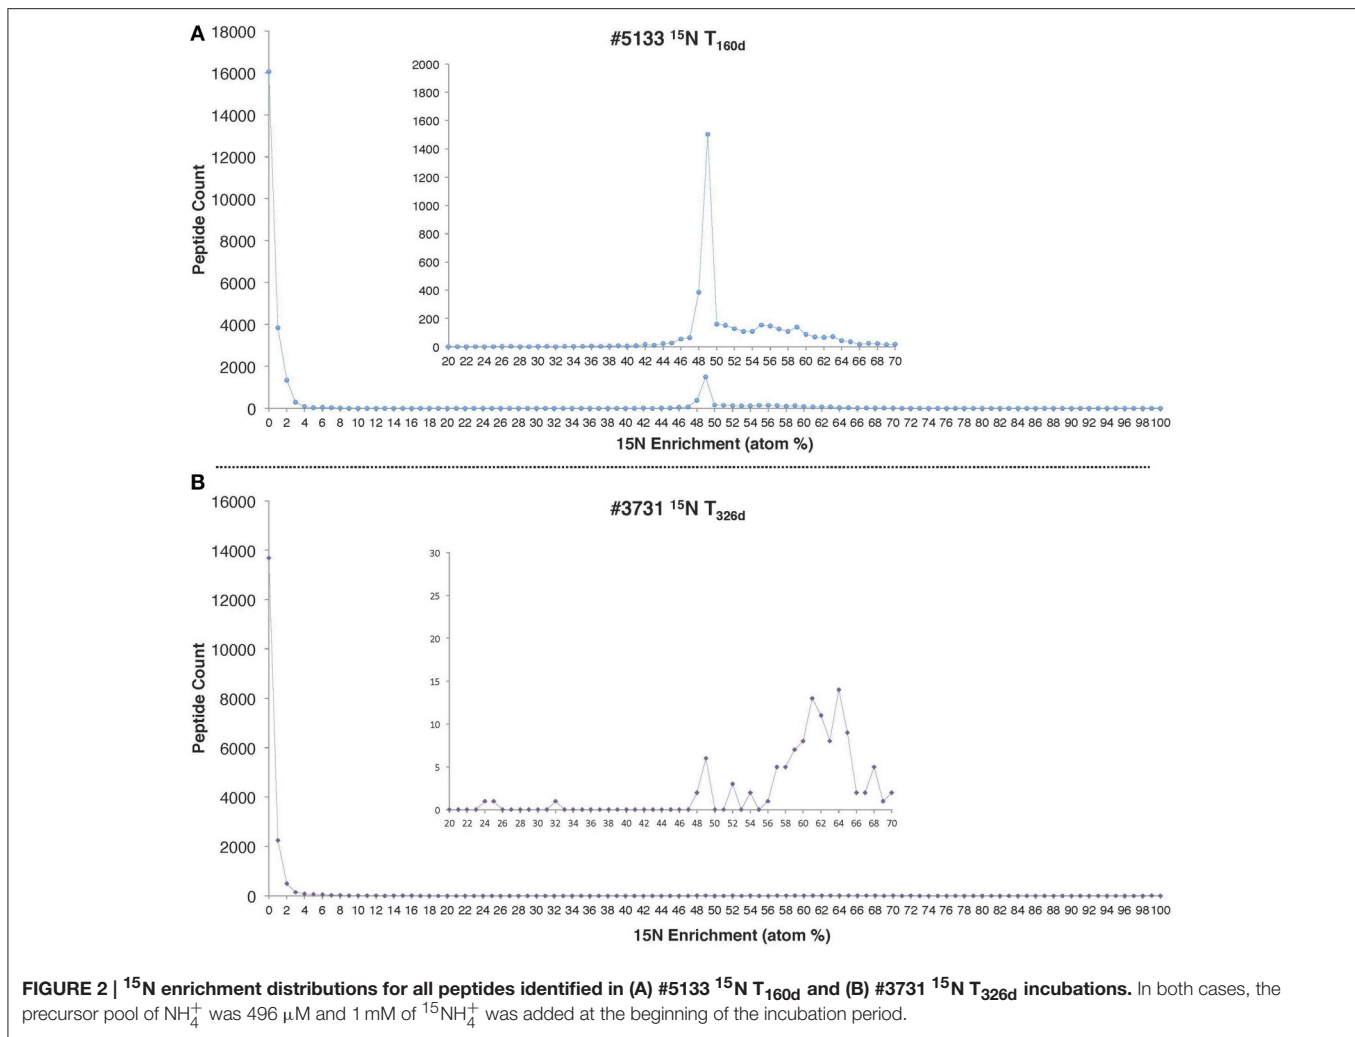 A
#5133 ¹⁵N T₁₆₀d
18000
16000
14000
12000
10000
8000
6000
4000
2000
0
Peptide Count
2000
1800
1600
1400
1200
1000
800
600
400
200
0
20 22 24 26 28 30 32 34 36 38 40 42 44 46 48 50 52 54 56 58 60 62 64 66 68 70
0 2 4 6 8 10 12 14 16 18 20 22 24 26 28 30 32 34 36 38 40 42 44 46 48 50 52 54 56 58 60 62 64 66 68 70 72 74 76 78 80 82 84 86 88 90 92 94 96 98 100
15N Enrichment (atom %)
B
#3731 ¹⁵N T₃₂₆d
16000
14000
12000
10000
8000
6000
4000
2000
0
Peptide Count
30
25
20
15
10
5
0
20 22 24 26 28 30 32 34 36 38 40 42 44 46 48 50 52 54 56 58 60 62 64 66 68 70
0 2 4 6 8 10 12 14 16 18 20 22 24 26 28 30 32 34 36 38 40 42 44 46 48 50 52 54 56 58 60 62 64 66 68 70 72 74 76 78 80 82 84 86 88 90 92 94 96 98 100
15N Enrichment (atom %)
FIGURE 2 | ¹⁵N enrichment distributions for all peptides identified in (A) #5133 ¹⁵N T₁₆₀d and (B) #3731 ¹⁵N T₃₂₆d incubations. In both cases, the
precursor pool of NH₄⁺ was 496 μM and 1 mM of ¹⁵NH₄⁺ was added at the beginning of the incubation period.